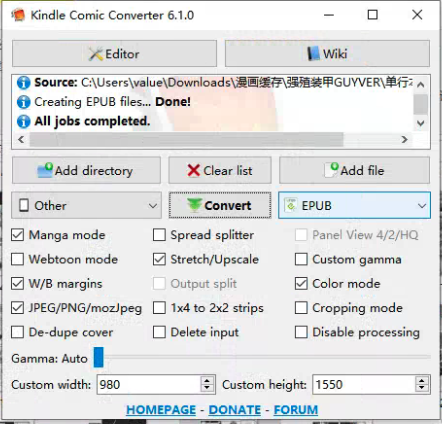 Kindle Comic Converter 6.1.0
Editor Wiki
Source: C:\Users\value\Downloads\漫画缓存\强殖装甲GUYVER\单行
Creating EPUB files... Done!
All jobs completed.
Add directory Clear list Add file
Other Convert EPUB
Manga mode Spread splitter Panel View 4/2/HQ
Webtoon mode Stretch/Upscale Custom gamma
W/B margins Output split Color mode
JPEG/PNG/mozJpeg 1x4 to 2x2 strips Cropping mode
De-dupe cover Delete input Disable processing
Gamma: Auto
Custom width: 980 Custom height: 1550
HOMEPAGE - DONATE - FORUM